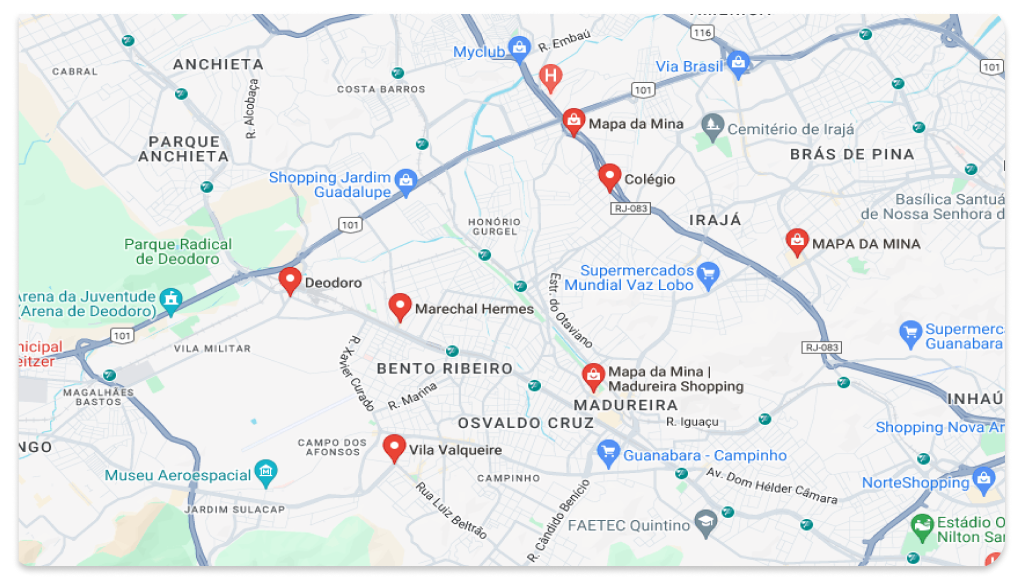 AMÉRICA
116
R. Embaú
Myclub
ANCHIETA
Via Brasil
101
CABRAL
H
COSTA BARROS
101
R. Alcobaça
Mapa da Mina
Cemitério de Irajá
PARQUE
ANCHIETA
BRÁS DE PINA
Shopping Jardim
Guadalupe
Colégio
Basílica Santuá
de Nossa Senhora d
RJ-083
IRAJÁ
101
HONÓRIO
GURGEL
Parque Radical
de Deodoro
MAPA DA MINA
Supermercados
Mundial Vaz Lobo
Deodoro
Estr. do Otaviano
Arena da Juventude
(Arena de Deodoro)
Marechal Hermes
Supermerc
Guanabara
101
nicipal
eitzer
VILA MILITAR
R. Xavier Curado
RJ-083
BENTO RIBEIRO
Mapa da Mina |
Madureira Shopping
MAGALHÃES
BASTOS
R. Marina
MADUREIRA
INHAÚ
OSVALDO CRUZ
R. Iguaçu
Shopping Nova Am
NGO
CAMPO DOS
AFONSOS
Vila Valqueire
Guanabara - Campinho
Museu Aeroespacial
CAMPINHO
Av. Dom Hélder Câmara
NorteShopping
Rua Luiz Beltrão
R. Cândido Benício
JARDIM SULACAP
FAETEC Quintino
Estádio O
Nilton San